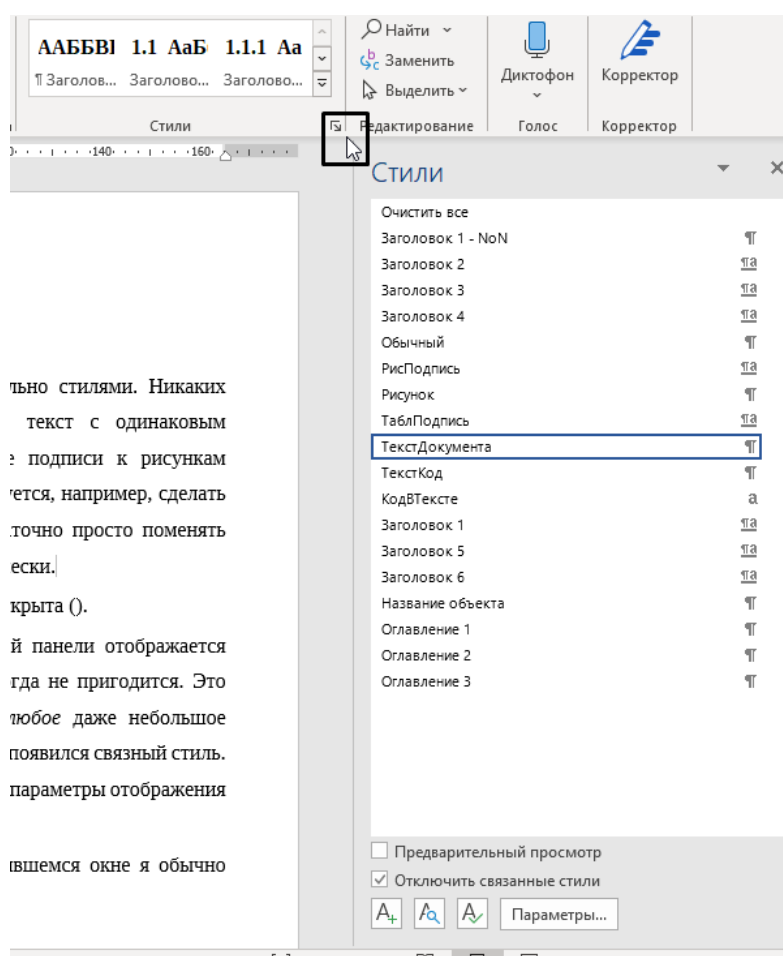 ААББВІ 1.1 АаБ 1.1.1 Аа
¶ Заголов... Заголово... Заголово...
Стили
Найти
Заменить
Выделить
Редактирование
Диктофон
Голос
Корректор
Корректор
140 160
Стили
Очистить все
Заголовок 1 - NoN ¶
Заголовок 2 ¶a
Заголовок 3 ¶a
Заголовок 4 ¶a
Обычный ¶
РисПодпись ¶a
Рисунок ¶
ТаблПодпись ¶a
ТекстДокумента ¶
ТекстКод ¶
КодВТексте a
Заголовок 1 ¶a
Заголовок 5 ¶a
Заголовок 6 ¶a
Название объекта ¶
Оглавление 1 ¶
Оглавление 2 ¶
Оглавление 3 ¶
Предварительный просмотр
Отключить связанные стили
Параметры...
льно стилями. Никаких
текст с одинаковым
е подписи к рисункам
уется, например, сделать
точно просто поменять
ески.
крыта ().
й панели отображается
гда не пригодится. Это
любое даже небольшое
появился связный стиль.
параметры отображения
вшемся окне я обычно